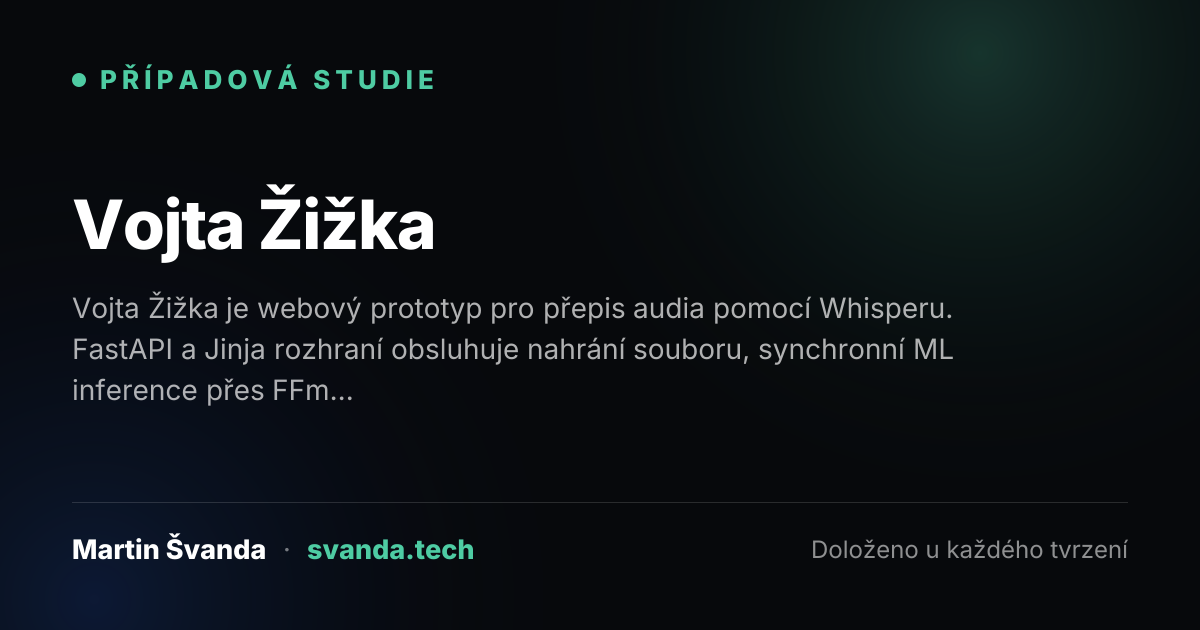 PŘÍPADOVÁ STUDIE
Vojta Žižka
Vojta Žižka je webový prototyp pro přepis audia pomocí Whisperu.
FastAPI a Jinja rozhraní obsluhuje nahrání souboru, synchronní ML
inference přes FFm...
Martin Švanda · svanda.tech
Doloženo u každého tvrzení